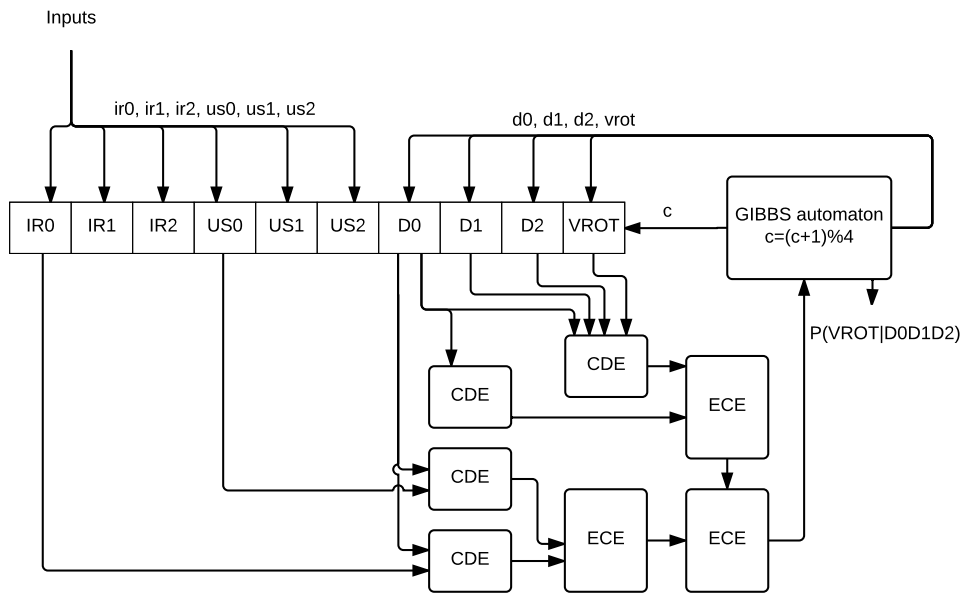 Inputs
ir0, ir1, ir2, us0, us1, us2
d0, d1, d2, vrot
IR0
IR1
IR2
US0
US1
US2
D0
D1
D2
VROT
c
GIBBS automaton
c=(c+1)%4
P(VROT|D0D1D2)
CDE
CDE
ECE
CDE
CDE
ECE
ECE